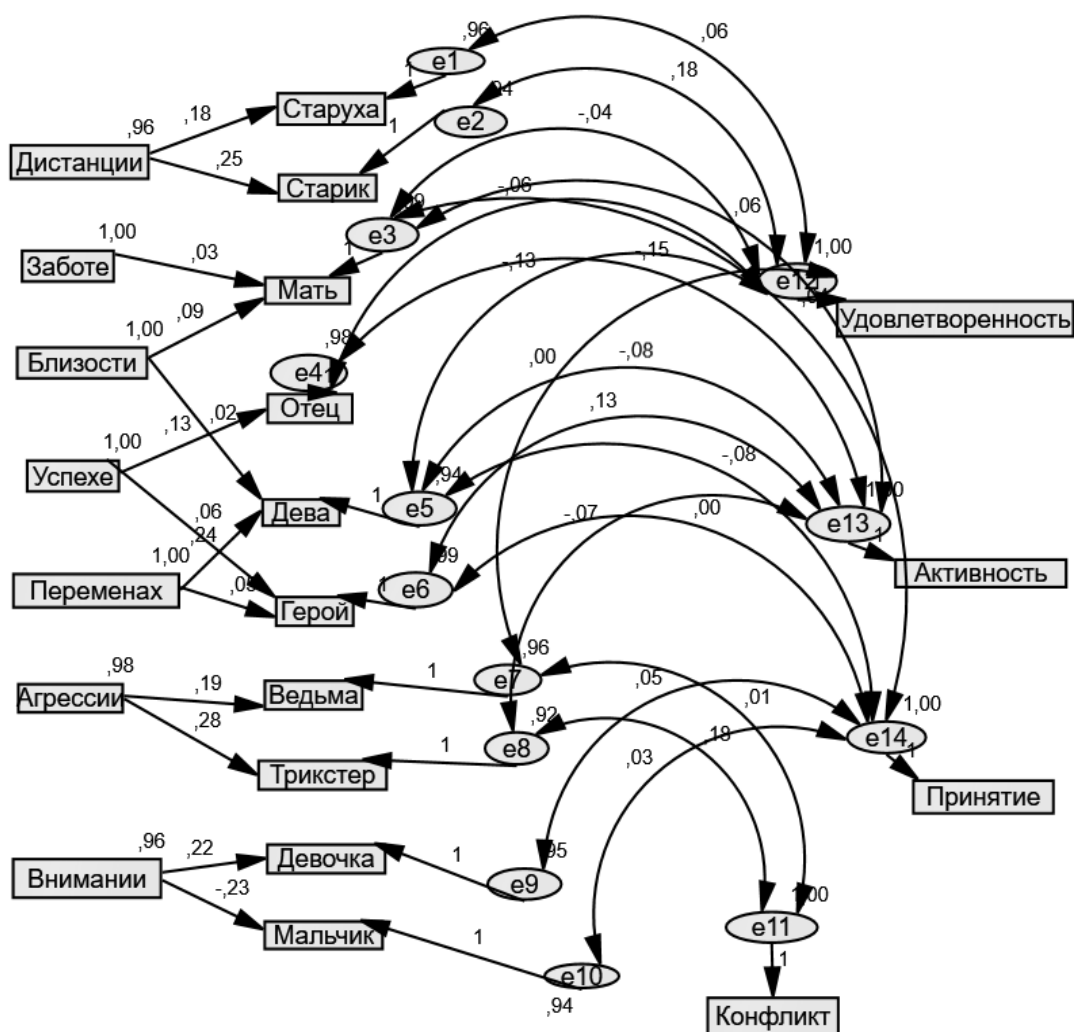 ,96
,06
e1
1
,18
,94
Старуха
,18
,96
e2
1
-,04
Дистанции
,25
Старик
-,06
,06
e3
1,00
,03
1
1,00
Заботе
-,13
-,15
Мать
e12
,09
1,00
Удовлетворенность
,98
Близости
,00
-,08
e4
,13
,02
Отец
,13
1,00
Успехе
-,08
,94
1
,06
Дева
e5
-,07
,00
e13
1
,24
1,00
e6
Активность
Переменах
1
Герой
,96
,98
e7
,19
Ведьма
1
,05
,01
Агрессии
1,00
,92
,28
e8
e14
1
1
,03
Трикстер
Принятие
,96
,22
Девочка
1
,95
Внимании
e9
-,23
e11
Мальчик
1
1
e10
,94
Конфликт